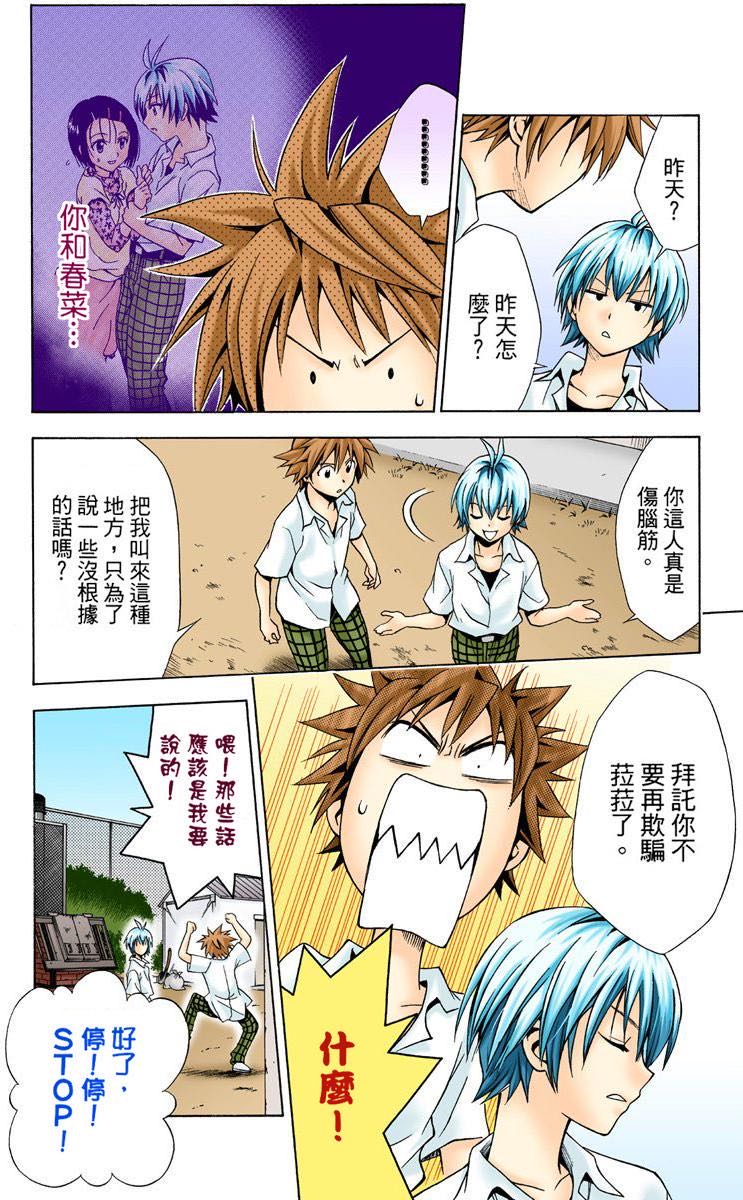 昨天?
昨天怎
麼了?
⋯⋯⋯
你和春菜⋯
你這人真是
傷腦筋。
把我叫來這種
地方，只為了
說一些沒根據
的話嗎?
拜託你不
要再欺騙
菈菈了。
什麼!
喂!那些話
應該是我要
說的!
好了，
停!停!
STOP!